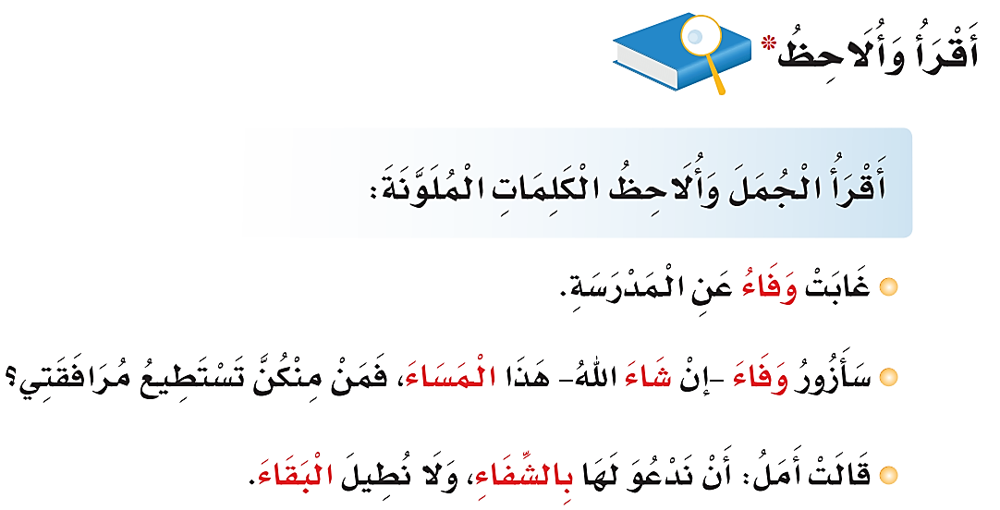 أَقْرَأُ وَأُلَاحِظُ*
أَقْرَأُ الْجُمَلَ وَأُلَاحِظُ الْكَلِمَاتِ الْمُلَوَّنَةَ:
غَابَتْ وَفَاءُ عَنِ الْمَدْرَسَةِ.
سَأَزُورُ وَفَاءَ -إنْ شَاءَ اللهُ- هَذَا الْمَسَاءَ، فَمَنْ مِنْكُنَّ تَسْتَطِيعُ مُرَافَقَتِي؟
قَالَتْ أَمَلُ: أَنْ نَدْعُوَ لَهَا بِالشِّفَاءِ، وَلَا نُطِيلَ الْبَقَاءَ.